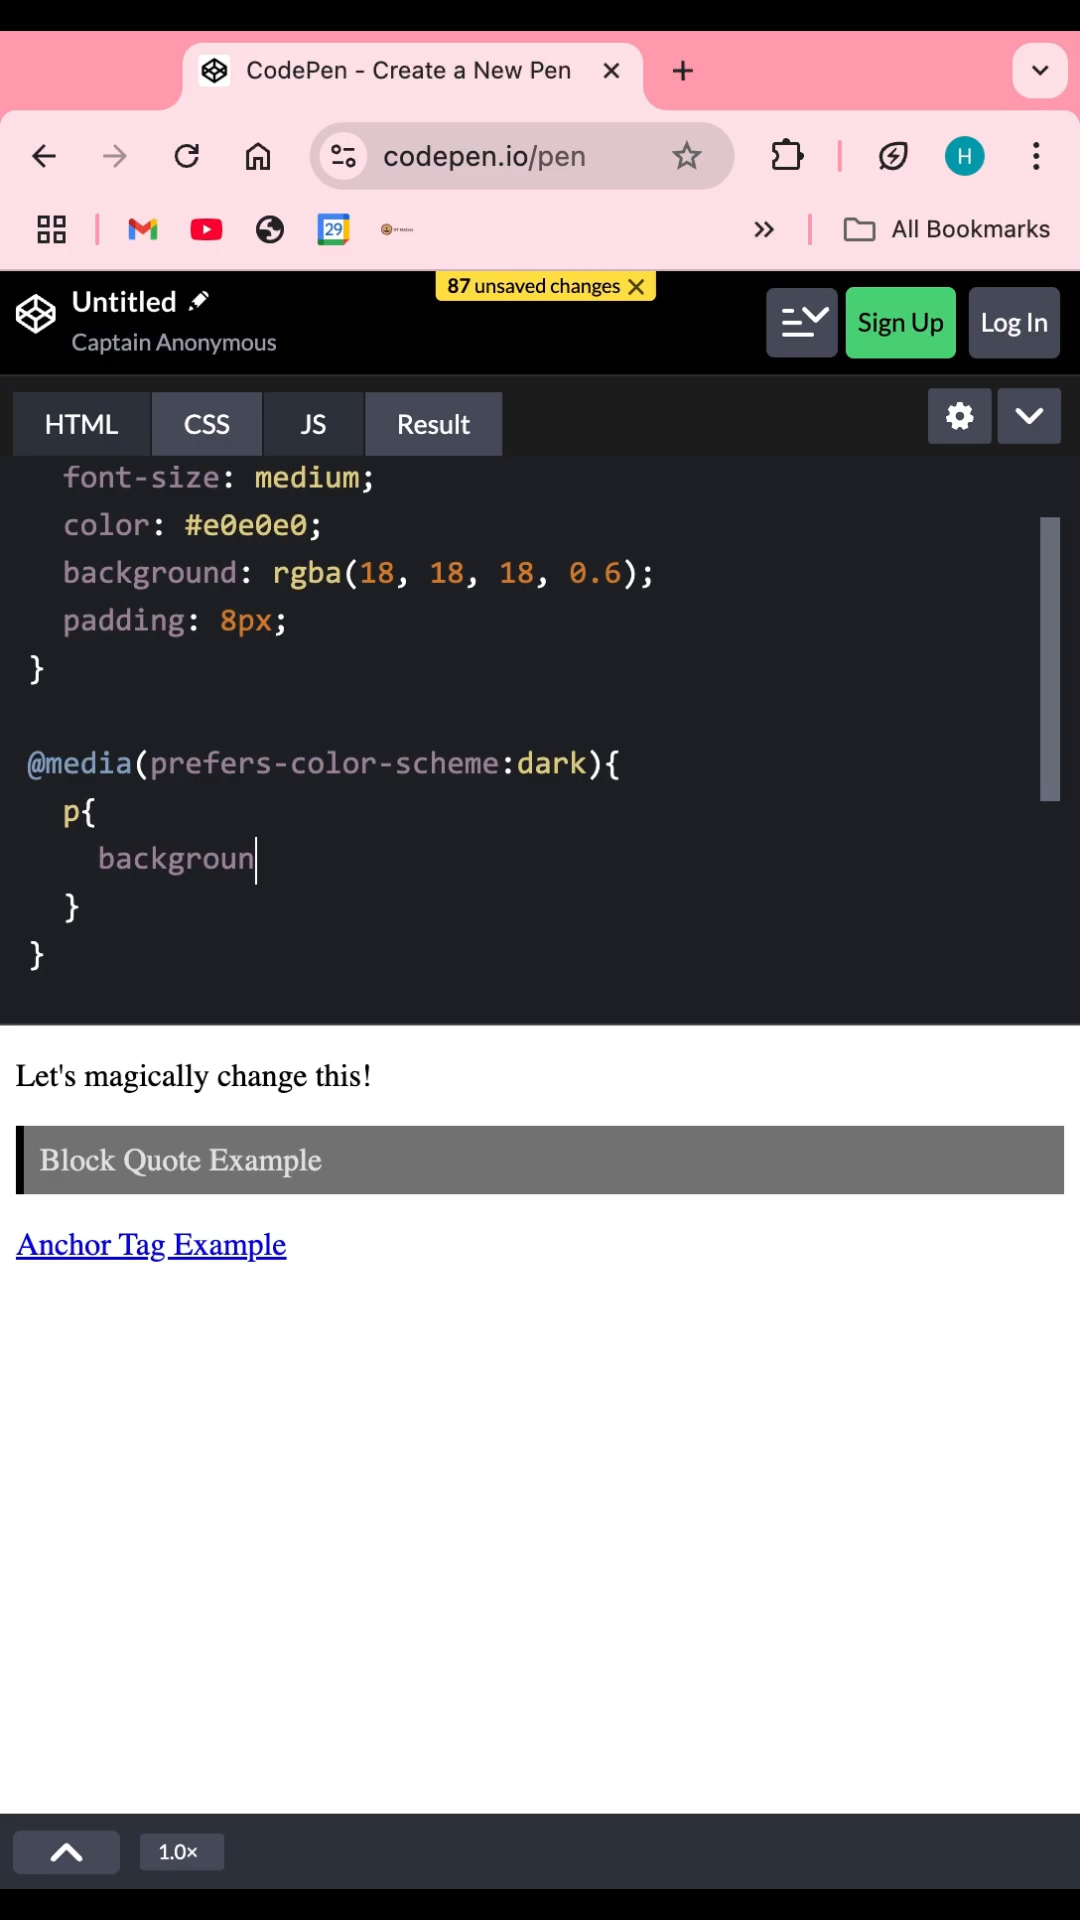 CodePen - Create a New Pen
codepen.io/pen
H
29
All Bookmarks
Untitled
Captain Anonymous
87 unsaved changes
Sign Up
Log In
HTML
CSS
JS
Result
font-size: medium;
color: #e0e0e0;
background: rgba(18, 18, 18, 0.6);
padding: 8px;
}
@media(prefers-color-scheme:dark){
p{
backgroun
}
}
Let's magically change this!
Block Quote Example
Anchor Tag Example
1.0×